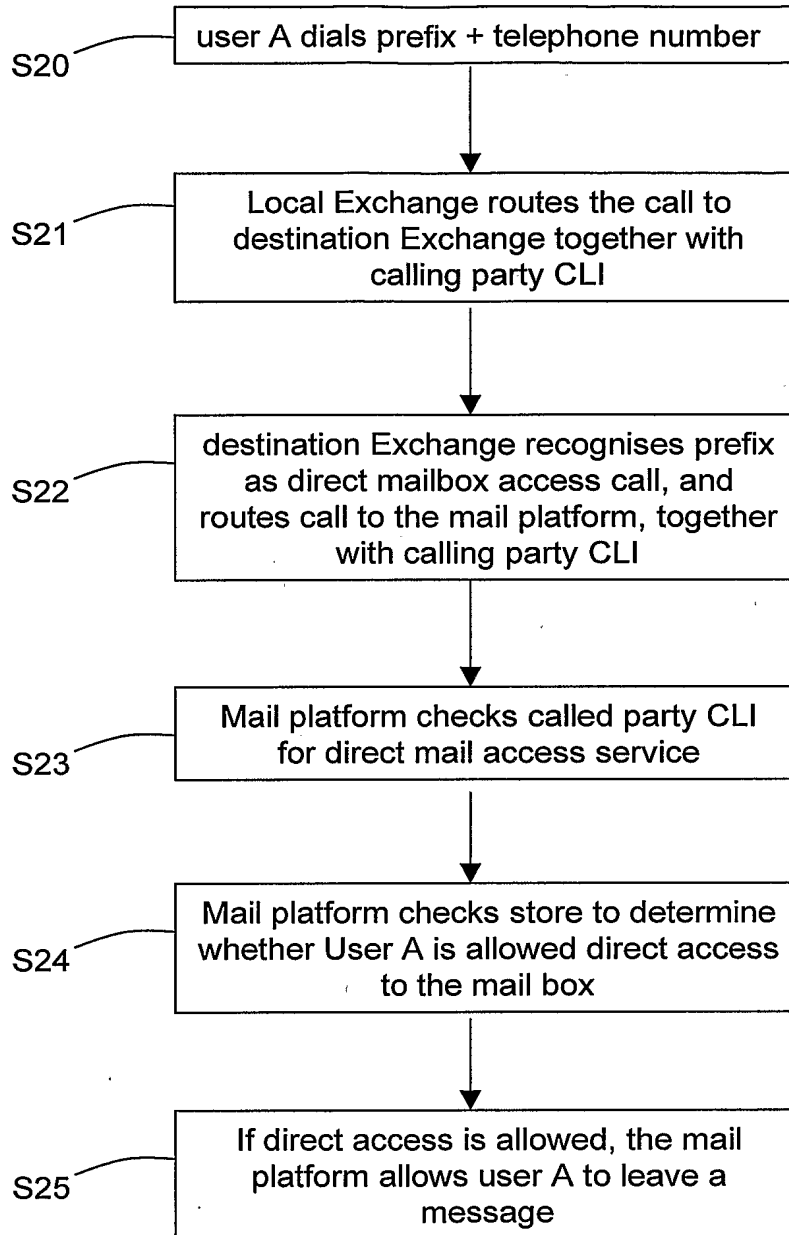 S20
user A dials prefix + telephone number
S21
Local Exchange routes the call to
destination Exchange together with
calling party CLI
S22
destination Exchange recognises prefix
as direct mailbox access call, and
routes call to the mail platform, together
with calling party CLI
S23
Mail platform checks called party CLI
for direct mail access service
S24
Mail platform checks store to determine
whether User A is allowed direct access
to the mail box
S25
If direct access is allowed, the mail
platform allows user A to leave a
message